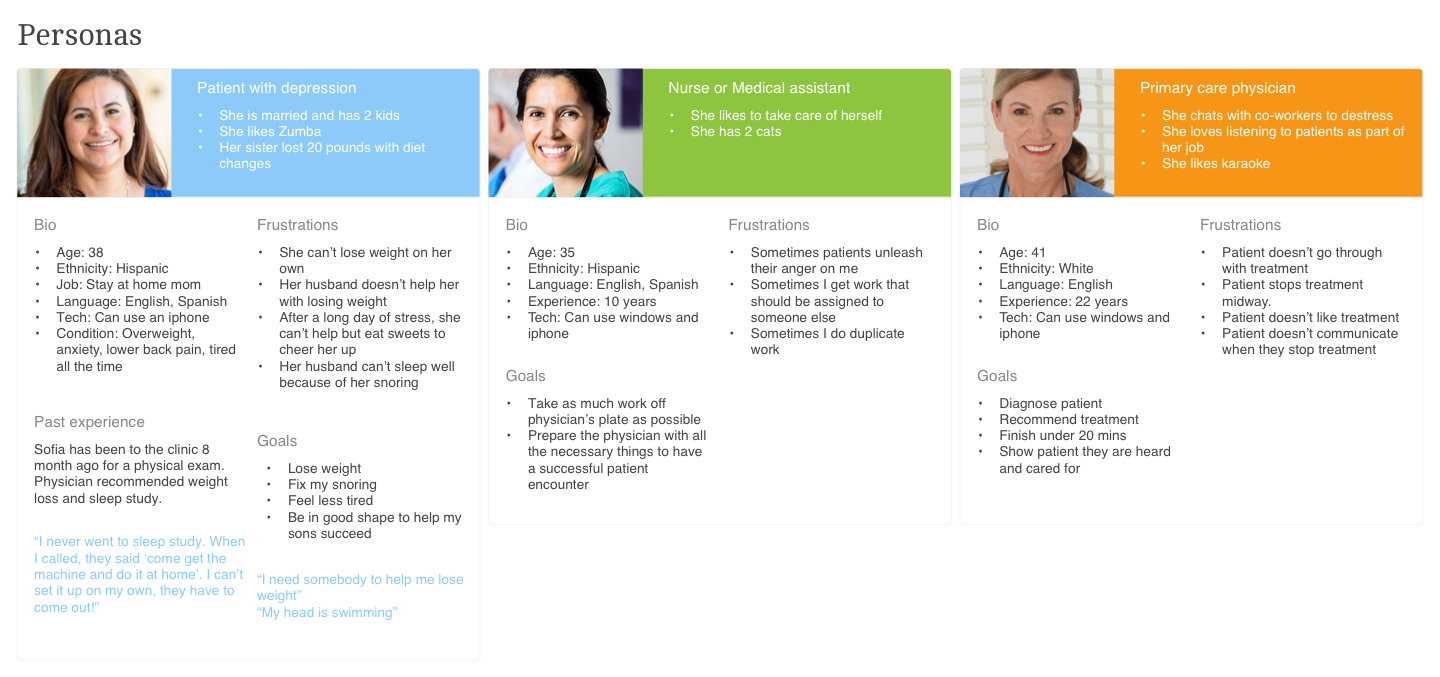 Personas
Patient with depression
• She is married and has 2 kids
• She likes Zumba
• Her sister lost 20 pounds with diet
changes
Bio
• Age: 38
• Ethnicity: Hispanic
• Job: Stay at home mom
• Language: English, Spanish
• Tech: Can use an iphone
• Condition: Overweight,
anxiety, lower back pain, tired
all the time
Past experience
Sofia has been to the clinic 8
month ago for a physical exam.
Physician recommended weight
loss and sleep study.
“I never went to sleep study. When
I called, they said ‘come get the
machine and do it at home’. I can’t
set it up on my own, they have to
come out!”
Frustrations
• She can’t lose weight on her
own
• Her husband doesn’t help her
with losing weight
• After a long day of stress, she
can’t help but eat sweets to
cheer her up
• Her husband can’t sleep well
because of her snoring
Goals
• Lose weight
• Fix my snoring
• Feel less tired
• Be in good shape to help my
sons succeed
“I need somebody to help me lose
weight”
“My head is swimming”
Nurse or Medical assistant
• She likes to take care of herself
• She has 2 cats
Bio
• Age: 35
• Ethnicity: Hispanic
• Language: English, Spanish
• Experience: 10 years
• Tech: Can use windows and
iphone
Goals
• Take as much work off
physician’s plate as possible
• Prepare the physician with all
the necessary things to have
a successful patient
encounter
Frustrations
• Sometimes patients unleash
their anger on me
• Sometimes I get work that
should be assigned to
someone else
• Sometimes I do duplicate
work
Primary care physician
• She chats with co-workers to destress
• She loves listening to patients as part of
her job
• She likes karaoke
Bio
• Age: 41
• Ethnicity: White
• Language: English
• Experience: 22 years
• Tech: Can use windows and
iphone
Goals
• Diagnose patient
• Recommend treatment
• Finish under 20 mins
• Show patient they are heard
and cared for
Frustrations
• Patient doesn’t go through
with treatment
• Patient stops treatment
midway.
• Patient doesn’t like treatment
• Patient doesn’t communicate
when they stop treatment